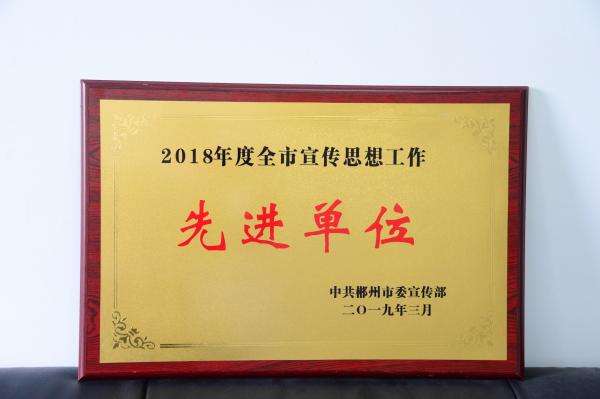 2018年度全市宣传思想工作
先进单位
中共郴州市委宣传部
二〇一九年三月